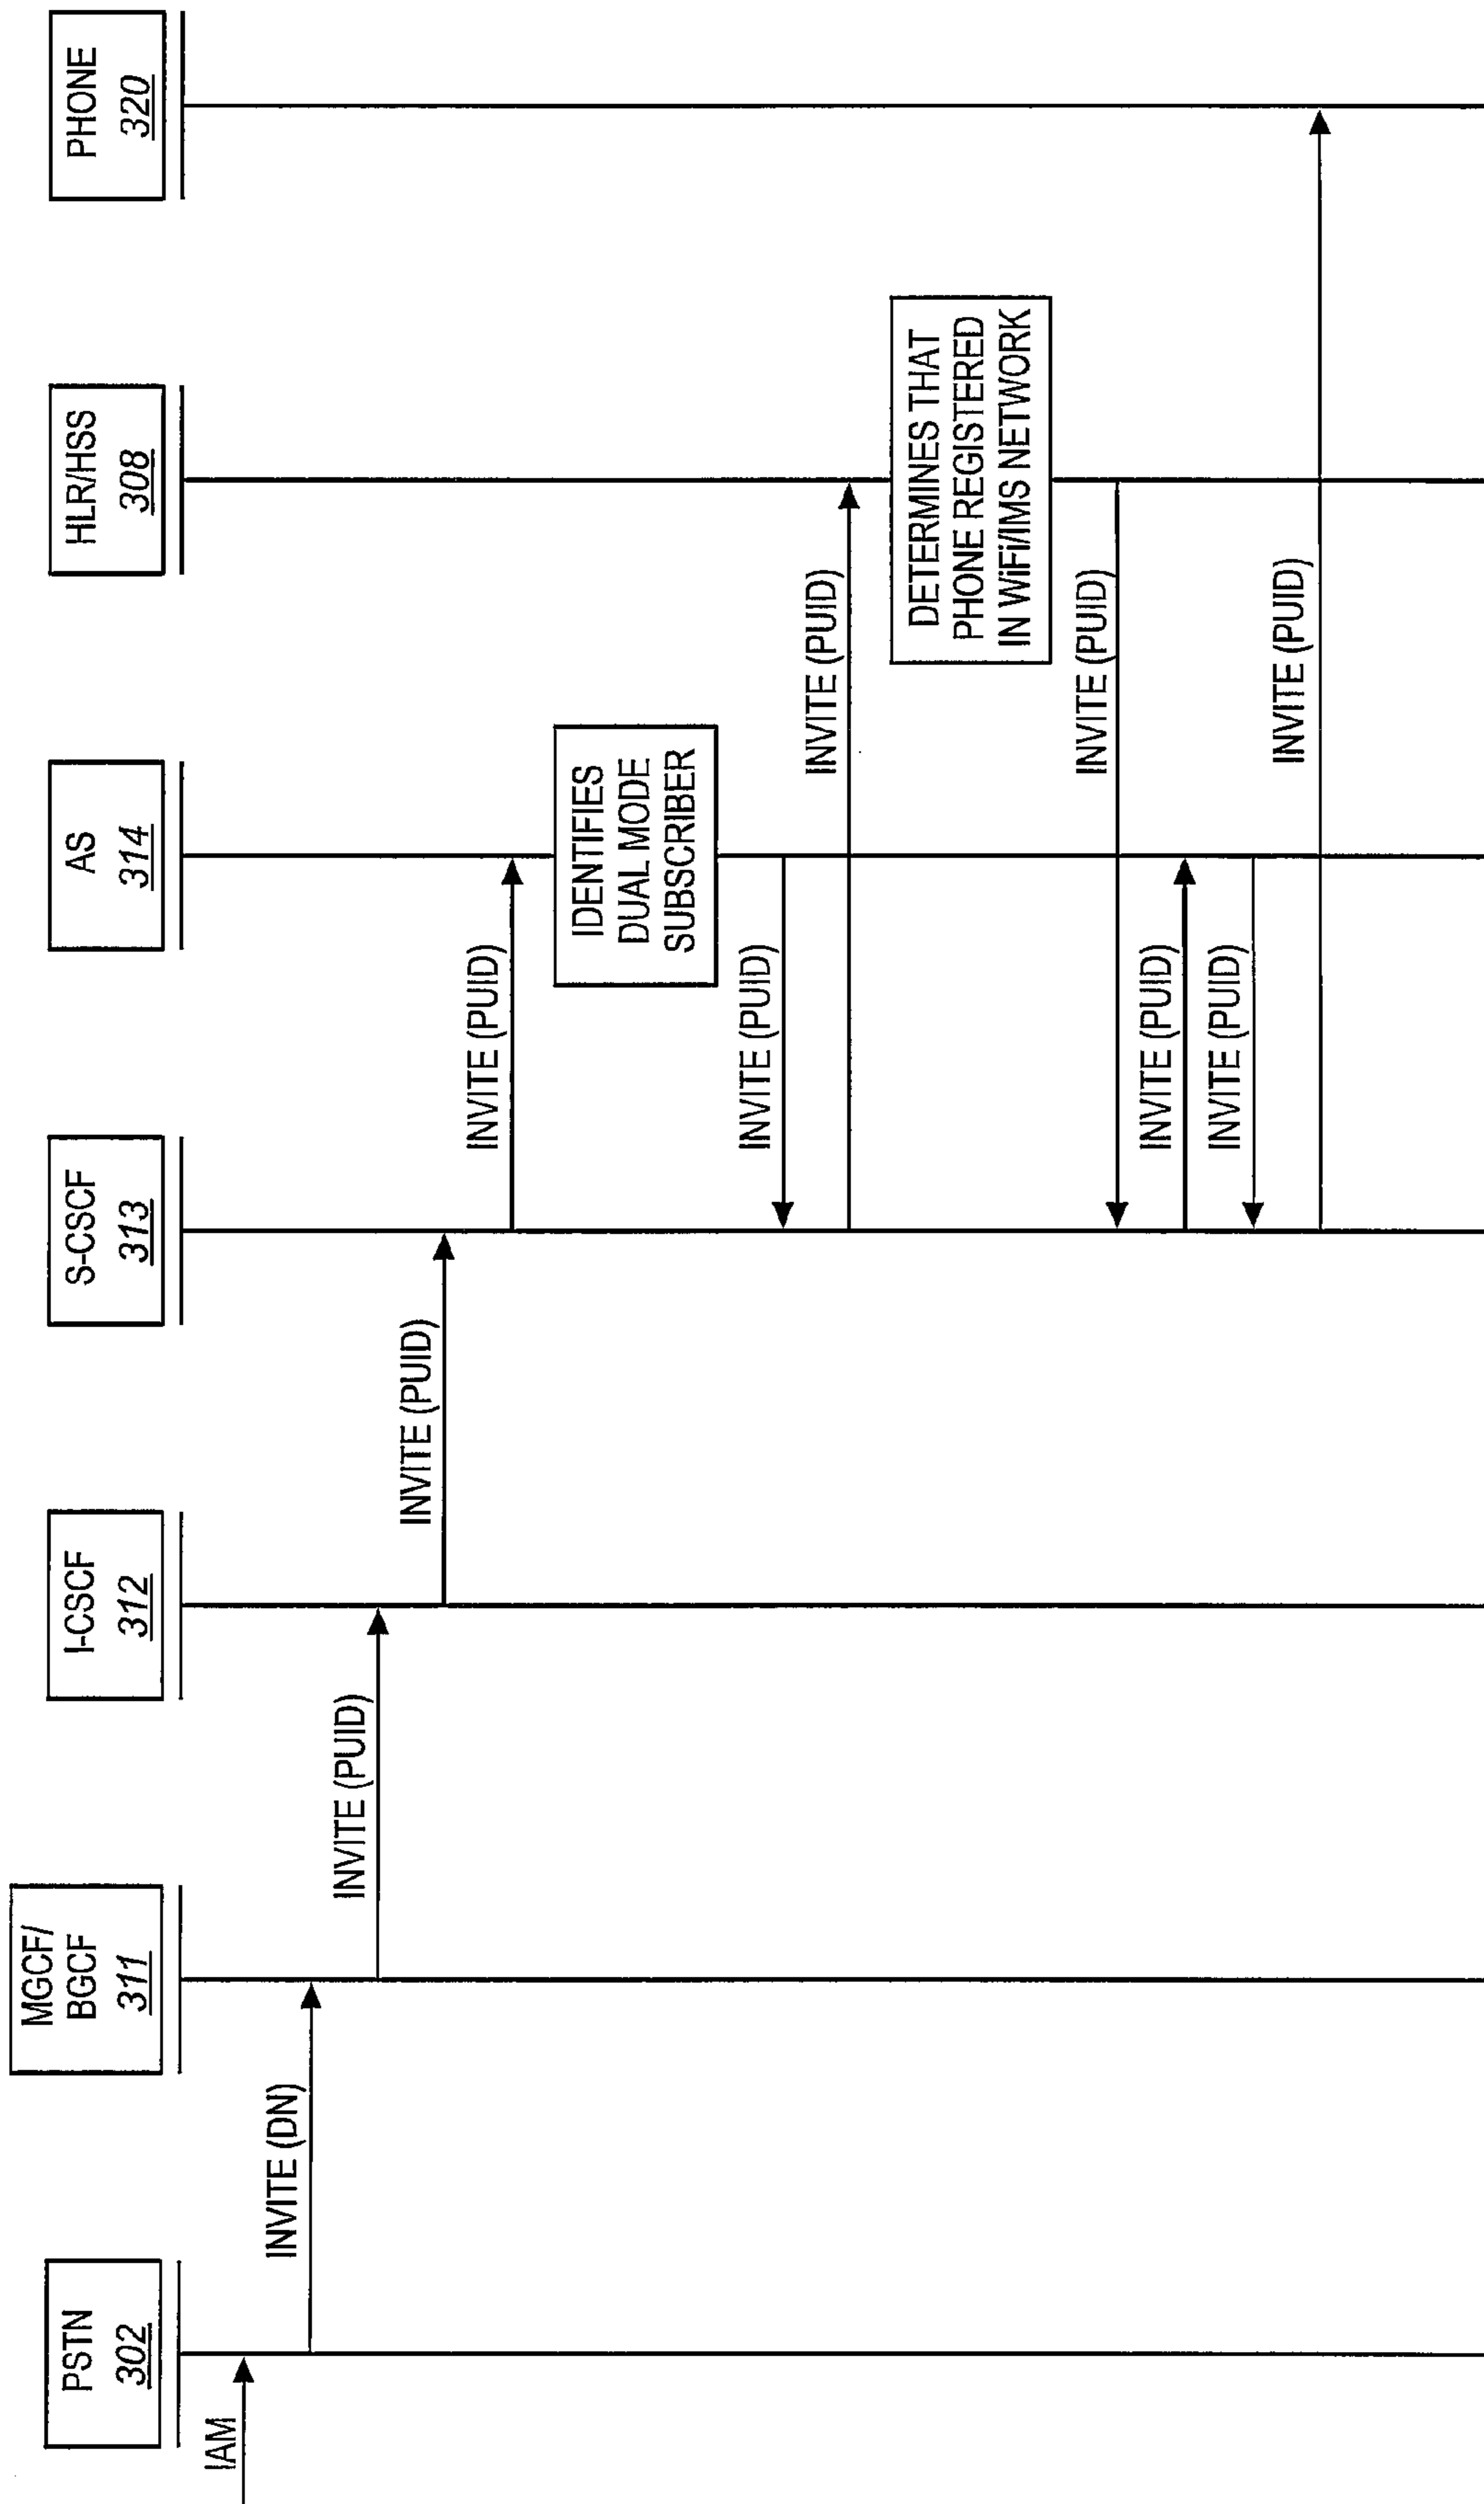 PSTN
302
MGCF/
BGCF
311
I-CSCF
312
S-CSCF
313
AS
314
HLR/HSS
308
PHONE
320
IAM
INVITE (DN)
INVITE (PUID)
INVITE (PUID)
INVITE (PUID)
IDENTIFIES
DUAL MODE
SUBSCRIBER
INVITE (PUID)
INVITE (PUID)
DETERMINES THAT
PHONE REGISTERED
IN WiFi/IMS NETWORK
INVITE (PUID)
INVITE (PUID)
INVITE (PUID)
INVITE (PUID)